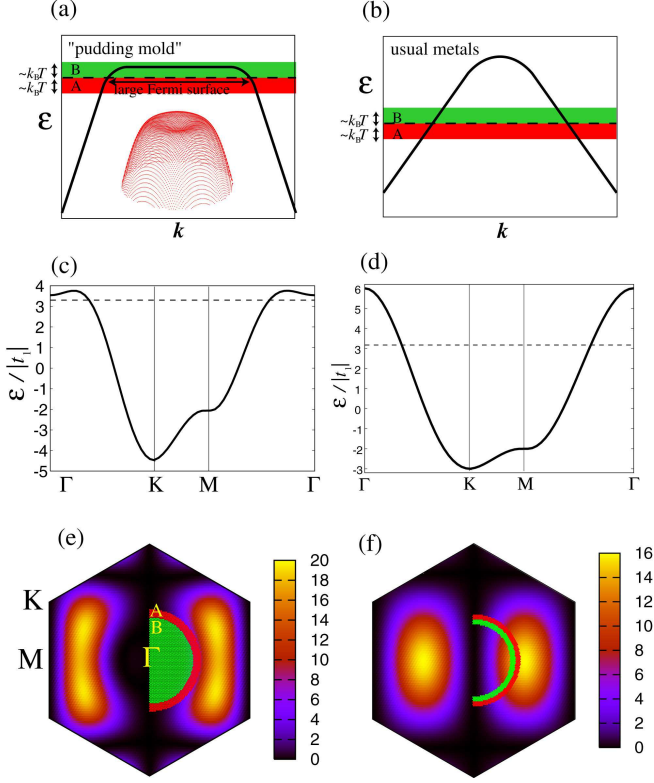 (a)
"pudding mold"
~kBT
B
~kBT
A
large Fermi surface
ε
k
(b)
usual metals
ε
~kBT
B
~kBT
A
k
(c)
4
3
2
1
0
-1
-2
-3
-4
-5
ε/|t1|
Γ K M Γ
(d)
6
5
4
3
2
1
0
-1
-2
-3
ε/|t1|
Γ K M Γ
(e)
K
M
A
B
Γ
20
18
16
14
12
10
8
6
4
2
0
(f)
16
14
12
10
8
6
4
2
0